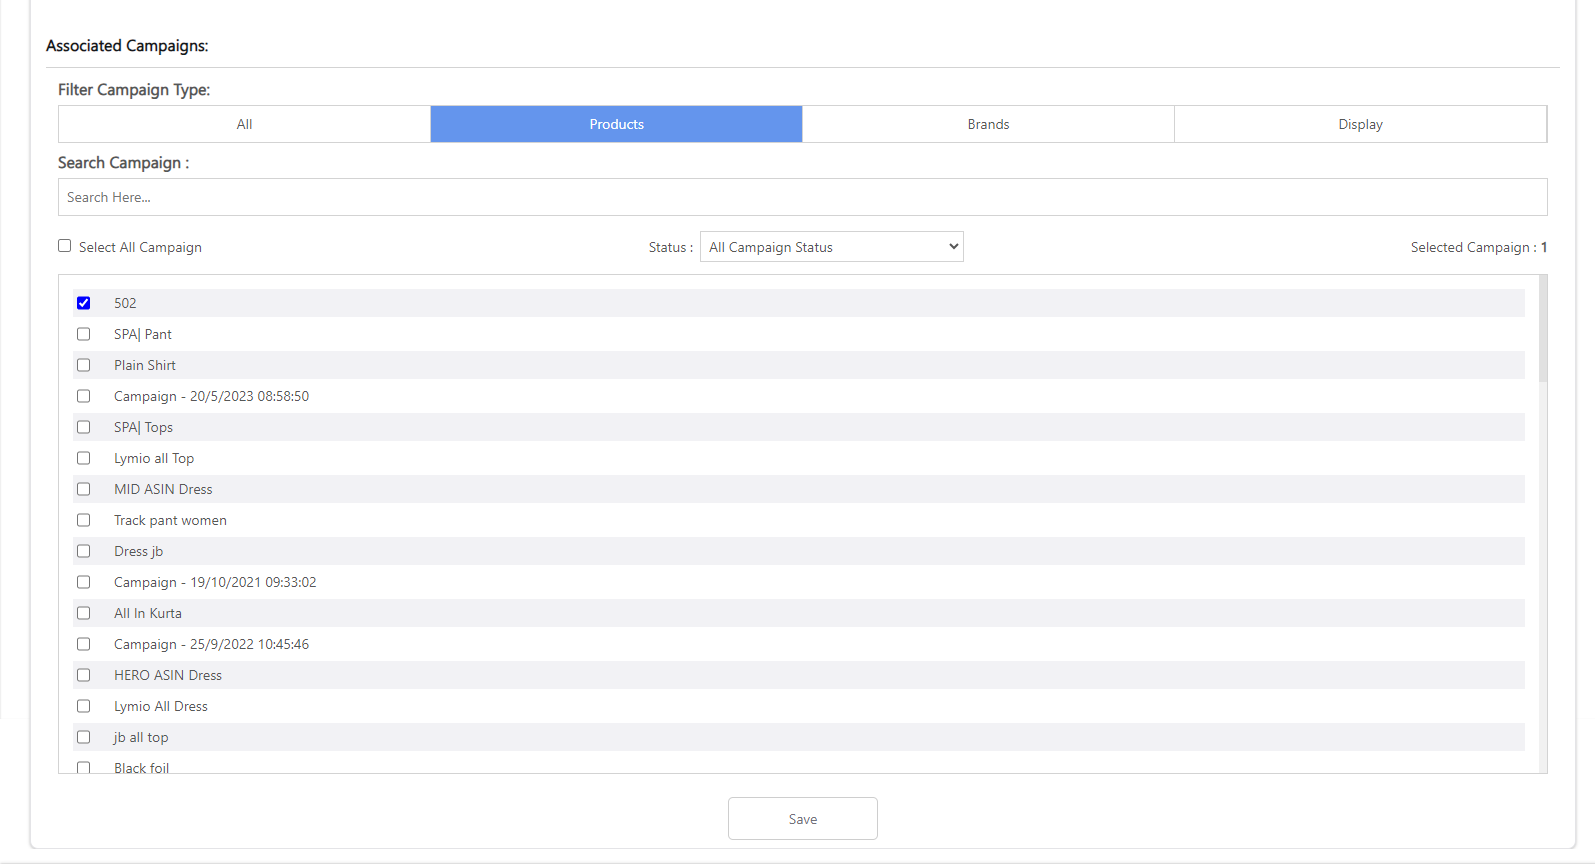 Associated Campaigns:
Filter Campaign Type:
All Products Brands Display
Search Campaign :
Search Here...
Select All Campaign Status : All Campaign Status Selected Campaign : 1
502
SPA| Pant
Plain Shirt
Campaign - 20/5/2023 08:58:50
SPA| Tops
Lymio all Top
MID ASIN Dress
Track pant women
Dress jb
Campaign - 19/10/2021 09:33:02
All In Kurta
Campaign - 25/9/2022 10:45:46
HERO ASIN Dress
Lymio All Dress
jb all top
Black foil
Save